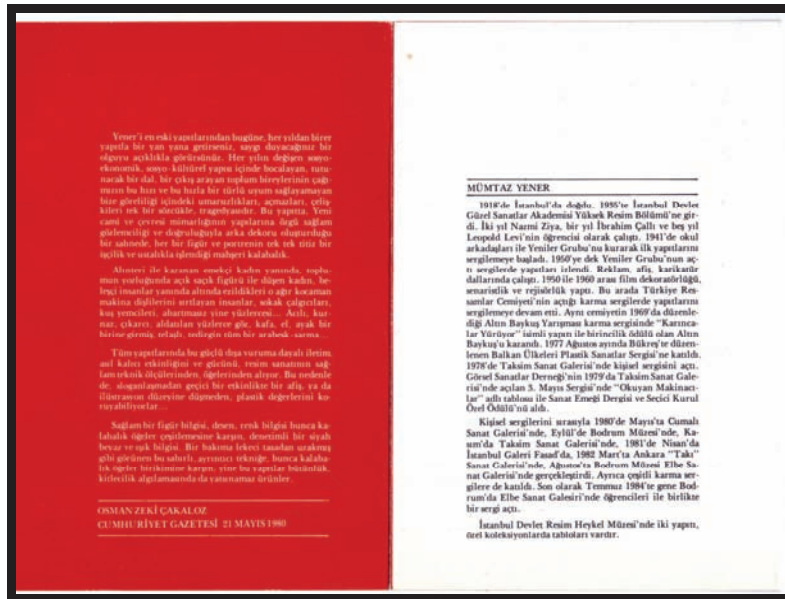 Yener'i en eski yapıtlarından bugüne, her yıldan birer
yapıtla bir yan yana getirseniz, saygı duyacağınız bir
olguyu açıklıkla görürsünüz. Her yılın değişen sosyo-
ekonomik, sosyo-kültürel yapısı içinde bocalayan, tutu-
nacak bir dal, bir çıkış arayan toplum bireylerinin çağı-
mızın bu hızı ve bu hızla bir türlü uyum sağlayamayan
bize göreliliği içindeki umarsızlıkları, açmazları, çeliş-
kileri tek bir sözcükle, tragedyasıdır. Bu yapıtta, Yeni
cami ve çevresi mimarlığının yapılarına örgü sağlam
gözlemciliği ve doğruluğuyla arka dekoru oluşturduğu
bir sahnede, her bir figür ve portrenin tek tek titiz bir
işçilik ve ustalıkla işlendiği mahşeri kalabalık.
Alınteri ile kazanan emekçi kadın yanında, toplu-
mun yozluğunda açık saçık figürü ile düşen kadın, be-
leşçi insanlar yanında altında ezildikleri o ağır kocaman
makina dişlilerini sırtlayan insanlar, sokak çalgıcıları,
kuş yemcileri, abartmasız yine yüzlercesi... Acılı, kur-
naz, çıkarcı, aldatılan yüzlerce göz, kafa, el, ayak bir
birine girmiş, telaşlı, tedirgin tüm bir arabesk-sarma...
Tüm yapıtlarında bu güçlü dışa vuruma dayalı iletim,
asıl kalıcı etkinliğini ve gücünü, resim sanatının sağ-
lam teknik ölçülerinden, öğelerinden alıyor. Bu nedenle
de, sloganlaşmadan geçici bir etkinlikte bir afiş, ya da
ilüstrasyon düzeyine düşmeden, plastik değerlerini ko-
ruyabiliyorlar...
Sağlam bir figür bilgisi, desen, renk bilgisi bunca ka-
labalık öğeler çeşitlemesine karşın, denetimli bir siyah
beyaz ve ışık bilgisi. Bir bakıma lekeci tasadan uzakmış
gibi görünen bu sabırlı, ayrıntıcı tekniğe, bunca kalaba-
lık öğeler birikimine karşın, yine bu yapıtlar bütünlük,
kitlecilik algılamasında da yatsınamaz ürünler.
OSMAN ZEKİ ÇAKALOZ
CUMHURİYET GAZETESİ 21 MAYIS 1980
MÜMTAZ YENER
1918'de İstanbul'da doğdu. 1935'te İstanbul Devlet
Güzel Sanatlar Akademisi Yüksek Resim Bölümü'ne gir-
di. İki yıl Nazmi Ziya, bir yıl İbrahim Çallı ve beş yıl
Leopold Levi'nin öğrencisi olarak çalıştı. 1941'de okul
arkadaşları ile Yeniler Grubu'nu kurarak ilk yapıtlarını
sergilemeye başladı. 1950'ye dek Yeniler Grubu'nun aç-
tı sergilerde yapıtları izlendi. Reklam, afiş, karikatür
dallarında çalıştı. 1950 ile 1960 arası film dekoratörlüğü,
senaristlik ve rejisörlük yaptı. Bu arada Türkiye Res-
samlar Cemiyeti'nin açtığı karma sergilerde yapıtlarını
sergilemeye devam etti. Aynı cemiyetin 1969'da düzenle-
diği Altın Baykuş Yarışması karma sergisinde "Karınca-
lar Yürüyor" isimli yapıtı ile birincilik ödülü olan Altın
Baykuş'u kazandı. 1977 Ağustos ayında Bükreş'te düzen-
lenen Balkan Ülkeleri Plastik Sanatlar Sergisi'ne katıldı.
1978'de Taksim Sanat Galerisi'nde kişisel sergisini açtı.
Görsel Sanatlar Derneği'nin 1979'da Taksim Sanat Gale-
risi'nde açılan 3. Mayıs Sergisi'nde "Okuyan Makinacı-
lar" adlı tablosu ile Sanat Emeği Dergisi ve Seçici Kurul
Özel Ödülü'nü aldı.
Kişisel sergilerini sırasıyla 1980'de Mayıs'ta Cumalı
Sanat Galerisi'nde, Eylül'de Bodrum Müzesi'nde, Ka-
sım'da Taksim Sanat Galerisi'nde, 1981'de Nisan'da
İstanbul Galeri Fasad'da, 1982 Mart'ta Ankara "Takı"
Sanat Galerisi'nde, Ağustos'ta Bodrum Müzesi Elbe Sa-
nat Galerisi'nde gerçekleştirdi. Ayrıca çeşitli karma ser-
gilere de katıldı. Son olarak Temmuz 1984'te gene Bod-
rum'da Elbe Sanat Galesiri'nde öğrencileri ile birlikte
bir sergi açtı.
İstanbul Devlet Resim Heykel Müzesi'nde iki yapıtı,
özel koleksiyonlarda tabloları vardır.